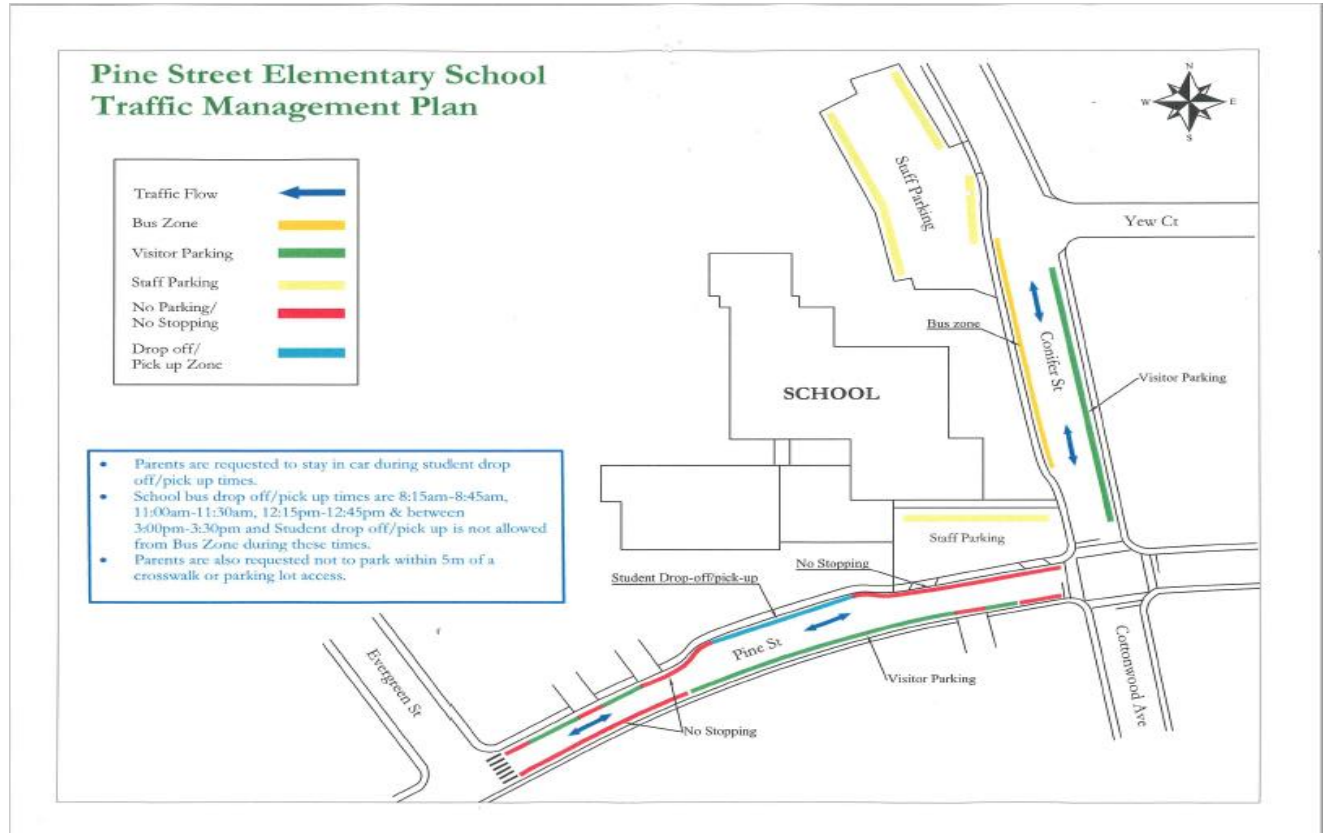 Pine Street Elementary School
Traffic Management Plan
N
W
E
S
Traffic Flow
Bus Zone
Visitor Parking
Staff Parking
No Parking/
No Stopping
Drop off/
Pick up Zone
Staff Parking
Yew Ct
Bus zone
Conifer St
Visitor Parking
SCHOOL
• Parents are requested to stay in car during student drop
off/pick up times.
• School bus drop off/pick up times are 8:15am-8:45am,
11:00am-11:30am, 12:15pm-12:45pm & between
3:00pm-3:30pm and Student drop off/pick up is not allowed
from Bus Zone during these times.
• Parents are also requested not to park within 5m of a
crosswalk or parking lot access.
Staff Parking
No Stopping
Student Drop-off/pick-up
Pine St
Evergreen St
Visitor Parking
Cottonwood Ave
No Stopping